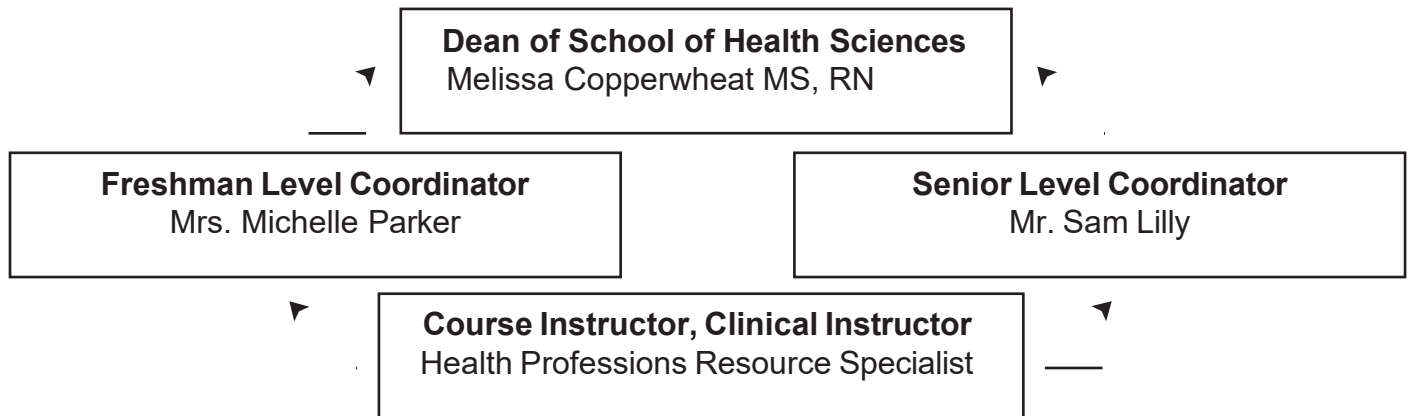 Dean of School of Health Sciences
Melissa Copperwheat MS, RN
Freshman Level Coordinator
Mrs. Michelle Parker
Senior Level Coordinator
Mr. Sam Lilly
Course Instructor, Clinical Instructor
Health Professions Resource Specialist